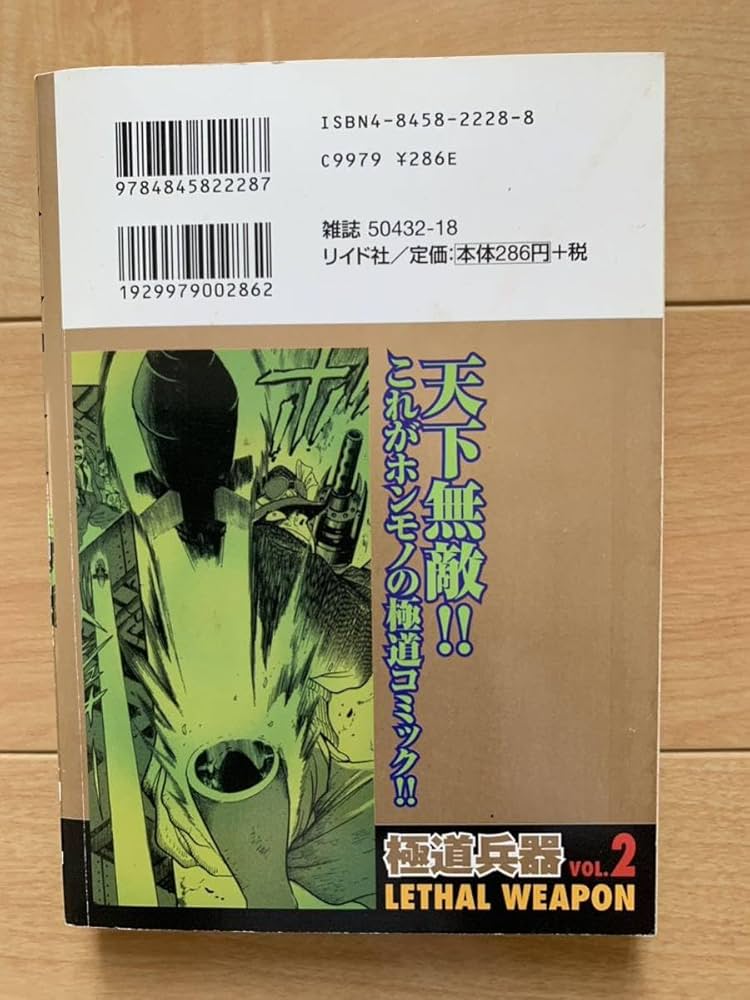 ISBN4-8458-2228-8
C9979 ¥286E
9784845822287
雑誌 50432-18
リイド社／定価:本体286円+税
1929979002862
天下無敵!!
これがホンモノの極道コミック!!
極道兵器 VOL.2
LETHAL WEAPON